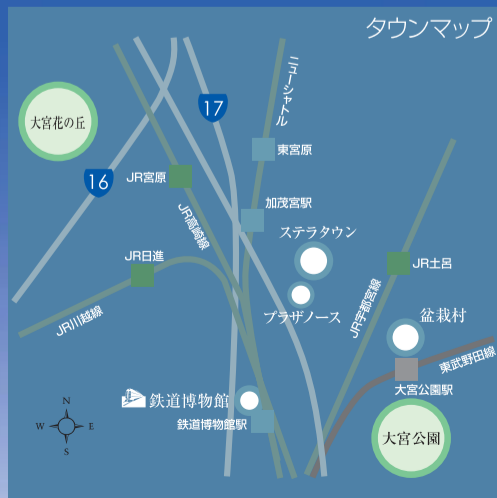 タウンマップ
大宮花の丘
17
ニューシャトル
東宮原
16
JR宮原
加茂宮駅
JR高崎線
ステラタウン
JR日進
JR土呂
プラザノース
JR宇都宮線
盆栽村
JR川越線
東武野田線
大宮公園駅
鉄道博物館
鉄道博物館駅
大宮公園
N
W E
S